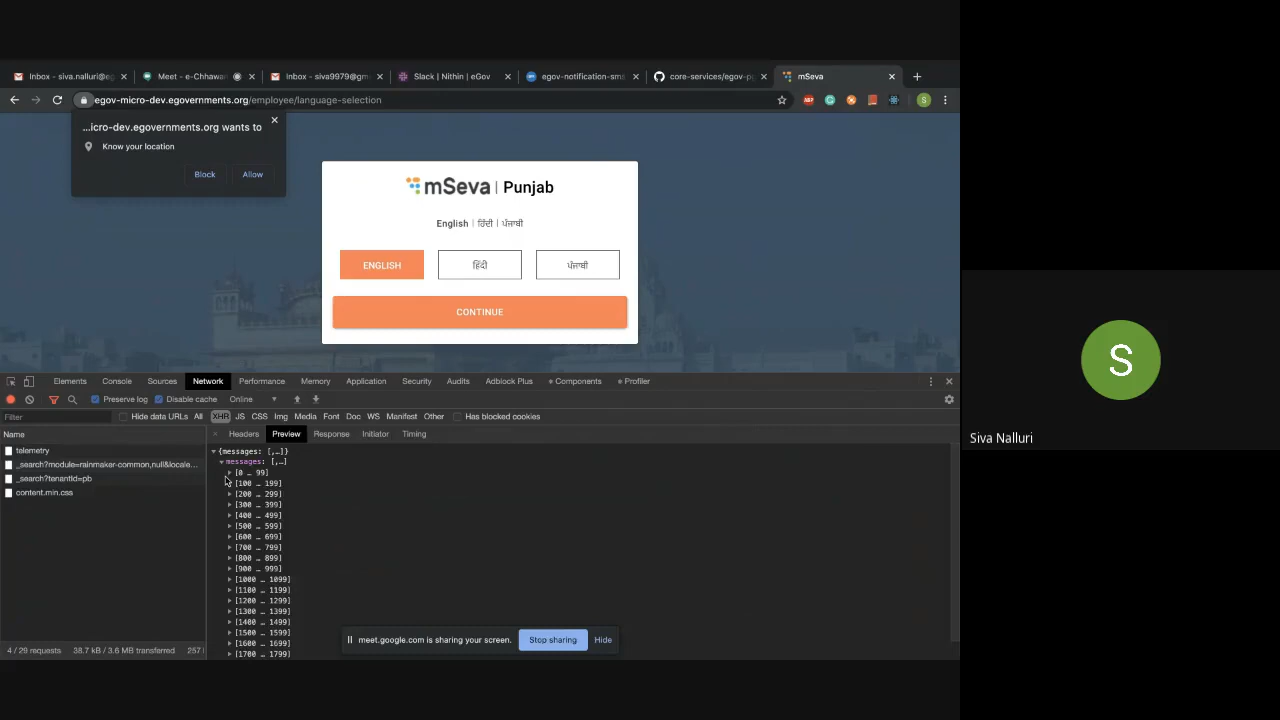 Inbox - siva.nalluri@eg
Meet - e-Chhawan
Inbox - siva9979@gm
Slack | Nithin | eGov
egov-notification-sms
core-services/egov-p
mSeva
egov-micro-dev.egovernments.org/employee/language-selection
ABP
S
...icro-dev.egovernments.org wants to
Know your location
Block Allow
mSeva | Punjab
English | हिंदी | ਪੰਜਾਬੀ
ENGLISH हिंदी ਪੰਜਾਬੀ
CONTINUE
Elements Console Sources Network Performance Memory Application Security Audits Adblock Plus Components Profiler
Preserve log Disable cache Online
Filter Hide data URLs All XHR JS CSS Img Media Font Doc WS Manifest Other Has blocked cookies
Name × Headers Preview Response Initiator Timing
telemetry
_search?module=rainmaker-common,null&locale...
_search?tenantId=pb
content.min.css
{messages: [,…]}
messages: [,…]
[0 … 99]
[100 … 199]
[200 … 299]
[300 … 399]
[400 … 499]
[500 … 599]
[600 … 699]
[700 … 799]
[800 … 899]
[900 … 999]
[1000 … 1099]
[1100 … 1199]
[1200 … 1299]
[1300 … 1399]
[1400 … 1499]
[1500 … 1599]
[1600 … 1699]
[1700 … 1799]
4 / 29 requests 38.7 kB / 3.6 MB transferred 257
meet.google.com is sharing your screen. Stop sharing Hide
S
Siva Nalluri